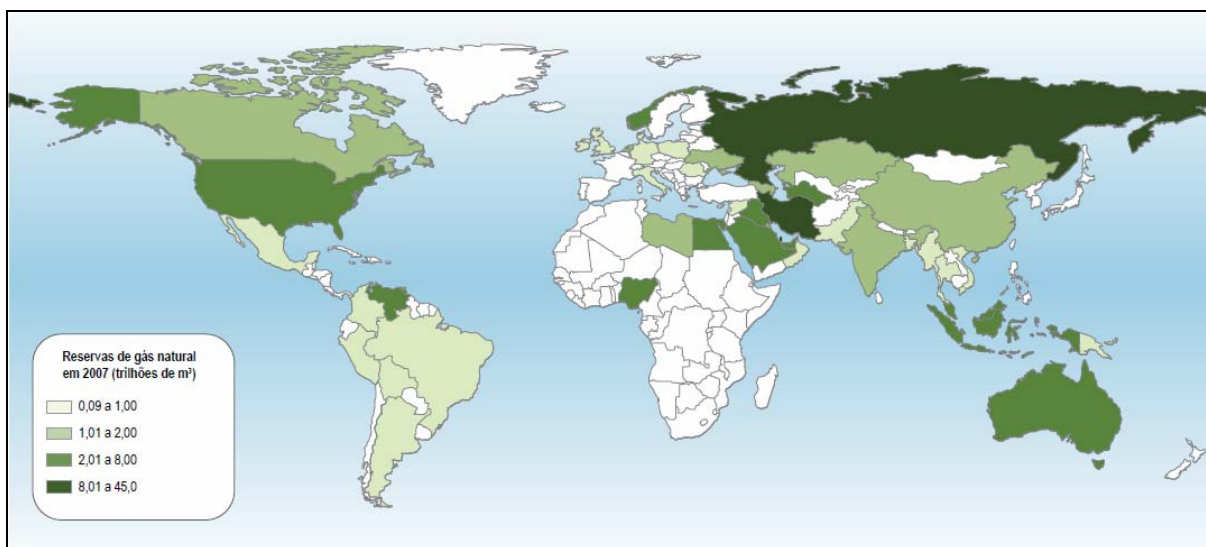 Reservas de gás natural
em 2007 (trilhões de m³)
0,09 a 1,00
1,01 a 2,00
2,01 a 8,00
8,01 a 45,0